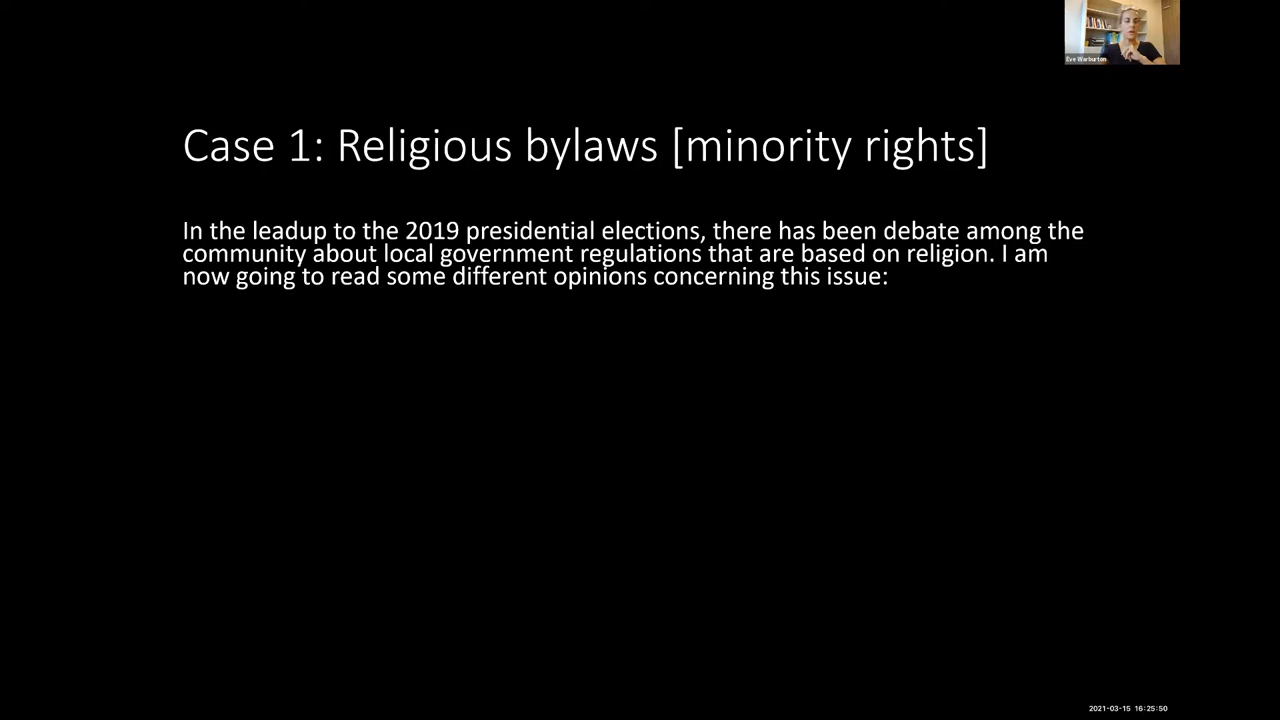 Eve Warburton
Case 1: Religious bylaws [minority rights]
In the leadup to the 2019 presidential elections, there has been debate among the
community about local government regulations that are based on religion. I am
now going to read some different opinions concerning this issue:
2021-03-15 16:25:50